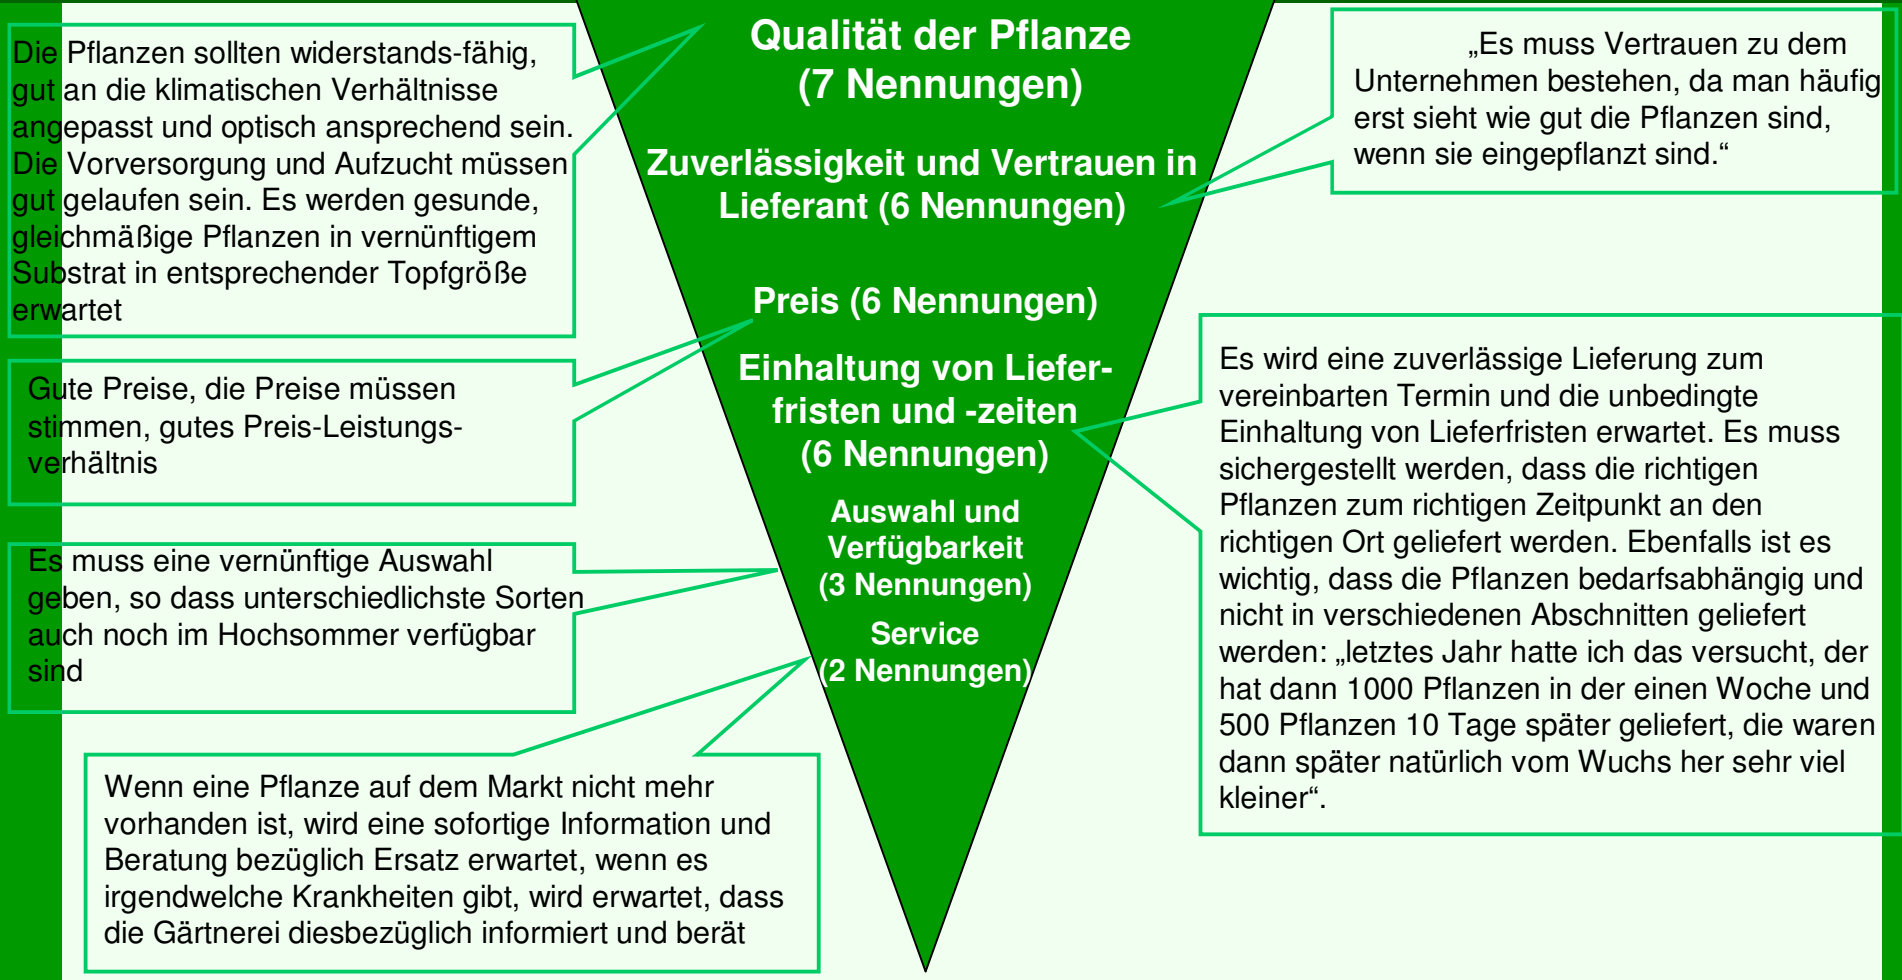 Qualität der Pflanze
(7 Nennungen)
Die Pflanzen sollten widerstands-fähig,
gut an die klimatischen Verhältnisse
angepasst und optisch ansprechend sein.
Die Vorversorgung und Aufzucht müssen
gut gelaufen sein. Es werden gesunde,
gleichmäßige Pflanzen in vernünftigem
Substrat in entsprechender Topfgröße
erwartet
Zuverlässigkeit und Vertrauen in
Lieferant (6 Nennungen)
„Es muss Vertrauen zu dem
Unternehmen bestehen, da man häufig
erst sieht wie gut die Pflanzen sind,
wenn sie eingepflanzt sind.“
Preis (6 Nennungen)
Gute Preise, die Preise müssen
stimmen, gutes Preis-Leistungs-
verhältnis
Einhaltung von Liefer-
fristen und -zeiten
(6 Nennungen)
Es wird eine zuverlässige Lieferung zum
vereinbarten Termin und die unbedingte
Einhaltung von Lieferfristen erwartet. Es muss
sichergestellt werden, dass die richtigen
Pflanzen zum richtigen Zeitpunkt an den
richtigen Ort geliefert werden. Ebenfalls ist es
wichtig, dass die Pflanzen bedarfsabhängig und
nicht in verschiedenen Abschnitten geliefert
werden: „letztes Jahr hatte ich das versucht, der
hat dann 1000 Pflanzen in der einen Woche und
500 Pflanzen 10 Tage später geliefert, die waren
dann später natürlich vom Wuchs her sehr viel
kleiner“.
Auswahl und
Verfügbarkeit
(3 Nennungen)
Es muss eine vernünftige Auswahl
geben, so dass unterschiedlichste Sorten
auch noch im Hochsommer verfügbar
sind
Service
(2 Nennungen)
Wenn eine Pflanze auf dem Markt nicht mehr
vorhanden ist, wird eine sofortige Information und
Beratung bezüglich Ersatz erwartet, wenn es
irgendwelche Krankheiten gibt, wird erwartet, dass
die Gärtnerei diesbezüglich informiert und berät